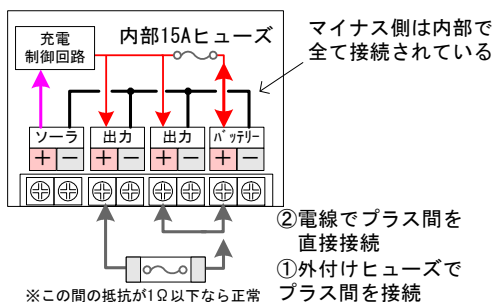 充電
制御回路
内部15Aヒューズ
マイナス側は内部で
全て接続されている
ソーラ 出力 出力 バッテリー
+ − + − + − + −
②電線でプラス間を
直接接続
①外付けヒューズで
プラス間を接続
※この間の抵抗が1Ω以下なら正常